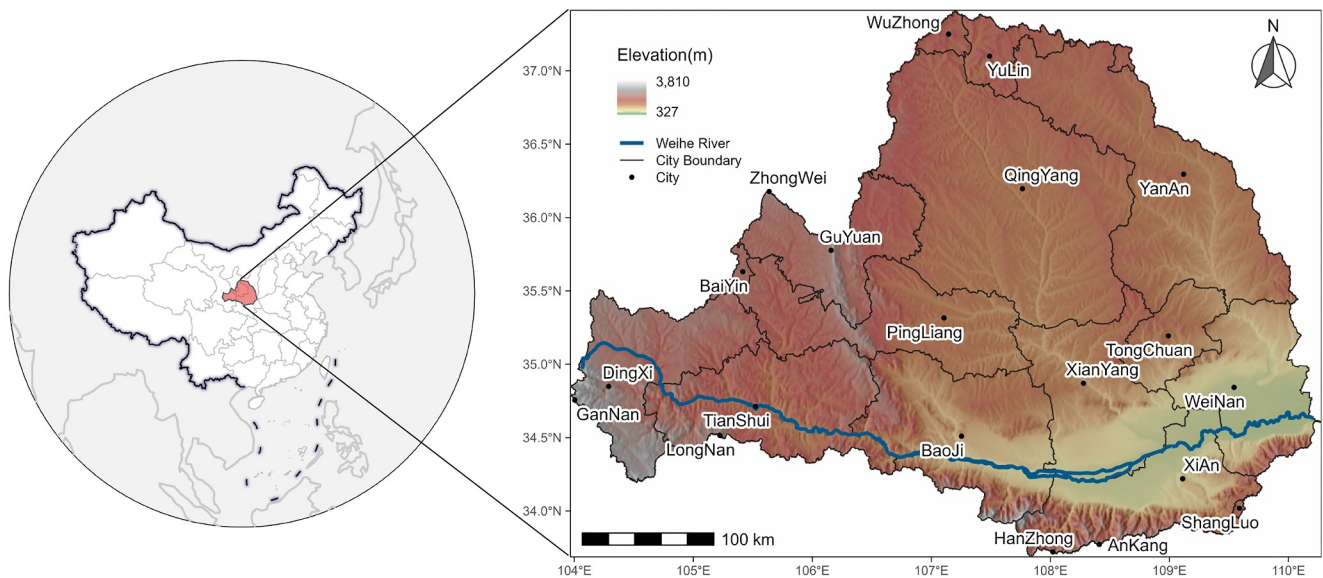 WuZhong
N
Elevation(m)
37.0°N
YuLin
3,810
327
36.5°N
Weihe River
City Boundary
City
ZhongWei
QingYang
YanAn
36.0°N
GuYuan
BaiYin
35.5°N
PingLiang
TongChuan
35.0°N
DingXi
XianYang
WeiNan
GanNan
TianShui
34.5°N
LongNan
BaoJi
XiAn
34.0°N
ShangLuo
100 km
HanZhong
AnKang
104°E 105°E 106°E 107°E 108°E 109°E 110°E